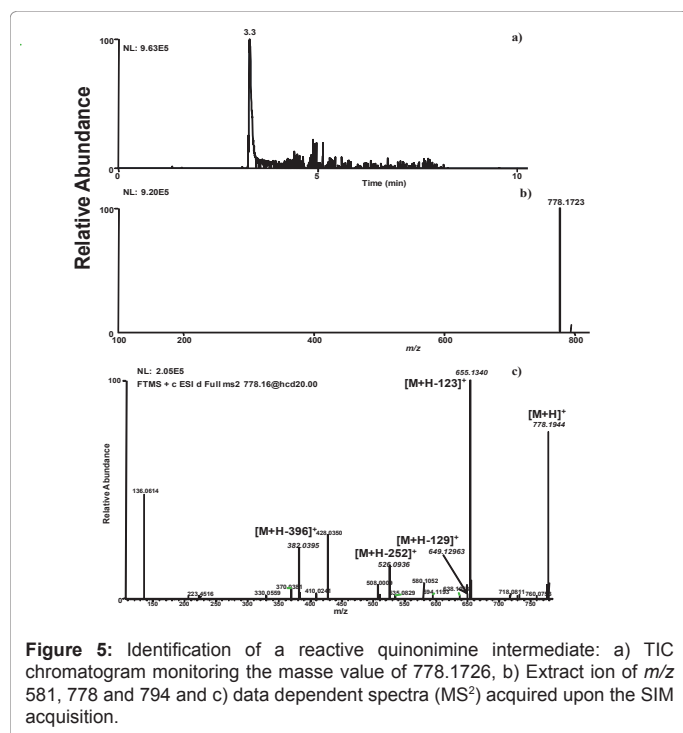 3.3
a)
100
NL: 9.63E5
0
0
5
10
Time (min)
Relative Abundance
NL: 9.20E5
b)
778.1723
100
0
100
200
400
600
800
m/z
NL: 2.05E5
c)
FTMS + c ESI d Full ms2 778.16@hcd20.00
655.1340
[M+H-123]+
100
[M+H]+
778.1944
Relative Abundance
136.0614
[M+H-396]+
428.0350
382.0395
[M+H-129]+
649.12963
[M+H-252]+
526.0936
508.0009
580.1052
370.0381
410.0241
330.0559
223.4516
718.0811
0
150
200
250
300
350
400
450
500
550
600
650
700
750
m/z
Figure 5: Identification of a reactive quinonimine intermediate: a) TIC
chromatogram monitoring the masse value of 778.1726, b) Extract ion of m/z
581, 778 and 794 and c) data dependent spectra (MS²) acquired upon the SIM
acquisition.